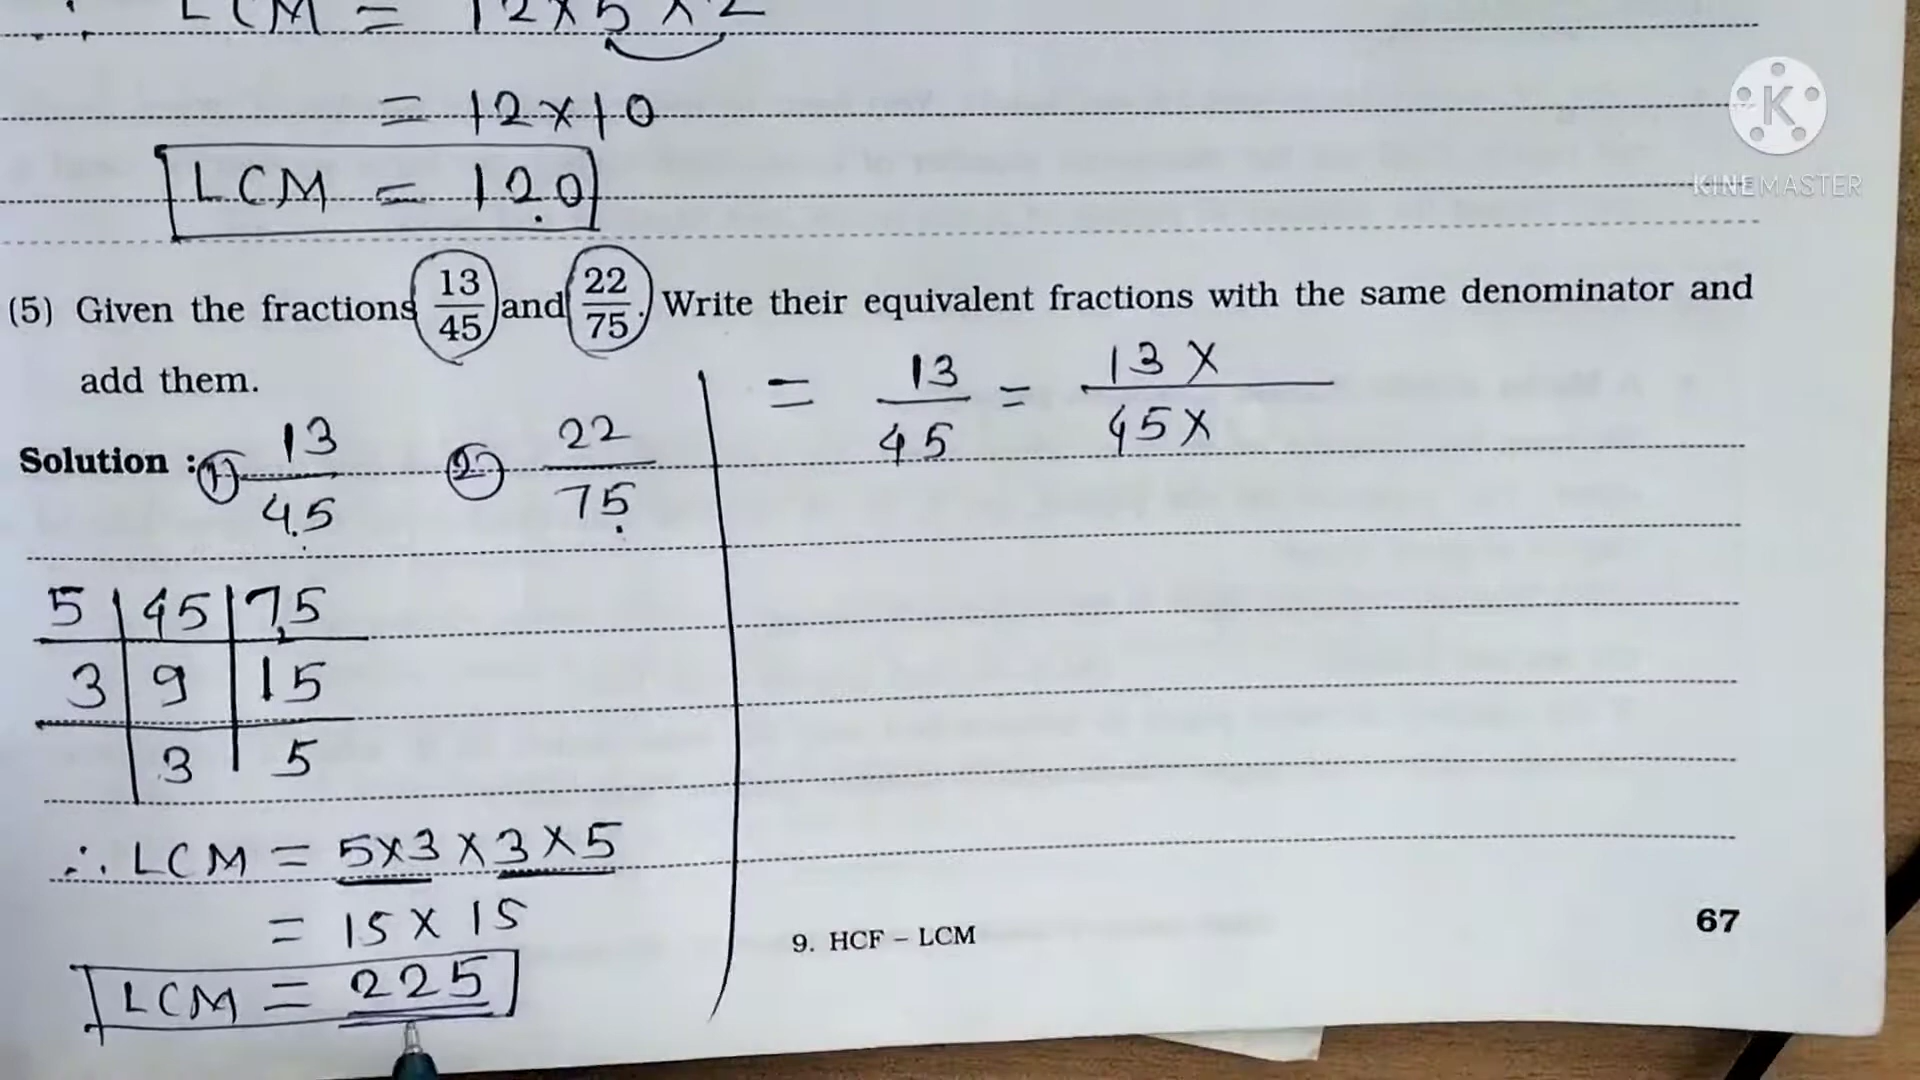 LCM = 12 × 5 × 2
= 12 × 10
LCM = 120
KINEMASTER
(5) Given the fractions 13/45 and 22/75. Write their equivalent fractions with the same denominator and
add them.
Solution : 1) 13/45 2) 22/75
5 | 45 | 75
3 | 9 | 15
3 | 5
∴ LCM = 5×3 × 3×5
= 15 × 15
LCM = 225
= 13/45 = 13 × / 45 ×
9. HCF – LCM
67